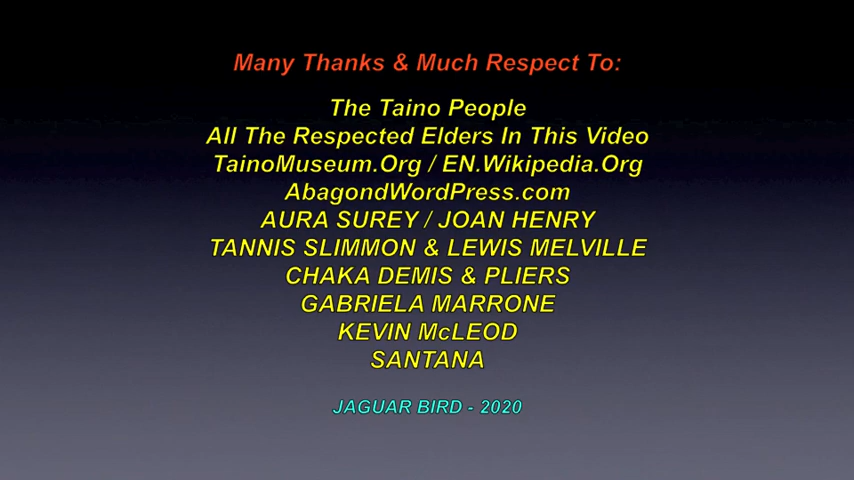 Many Thanks & Much Respect To:
The Taino People
All The Respected Elders In This Video
TainoMuseum.Org / EN.Wikipedia.Org
AbagondWordPress.com
AURA SUREY / JOAN HENRY
TANNIS SLIMMON & LEWIS MELVILLE
CHAKA DEMIS & PLIERS
GABRIELA MARRONE
KEVIN McLEOD
SANTANA
JAGUAR BIRD - 2020